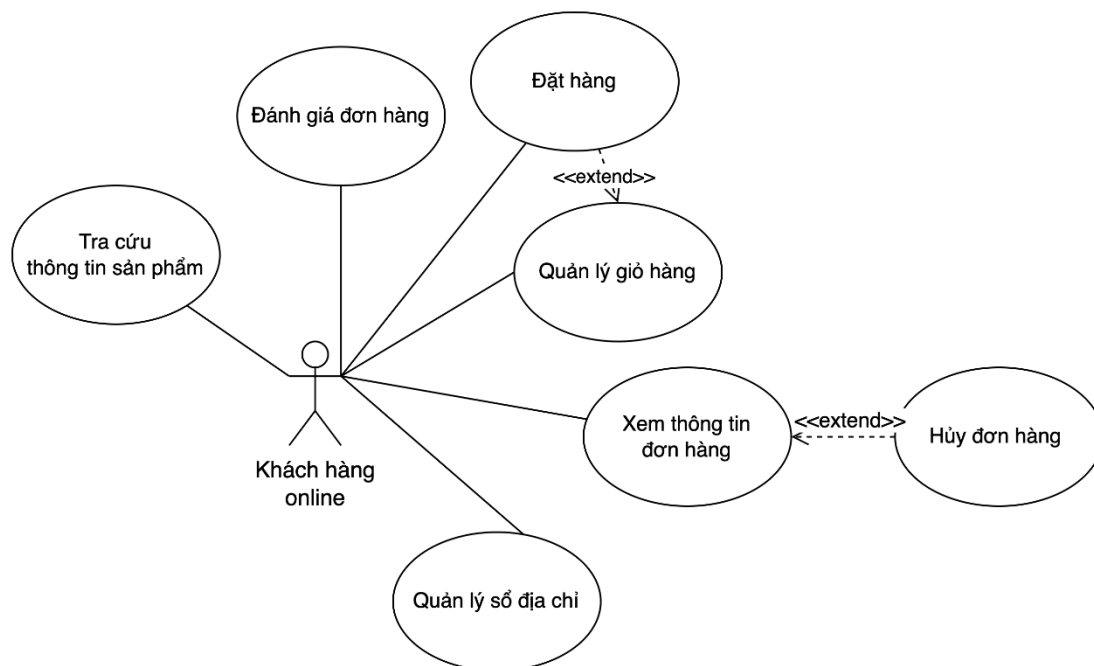 Đặt hàng
Đánh giá đơn hàng
<<extend>>
Tra cứu
thông tin sản phẩm
Quản lý giỏ hàng
Xem thông tin
đơn hàng
<<extend>>
Hủy đơn hàng
Khách hàng
online
Quản lý sổ địa chỉ